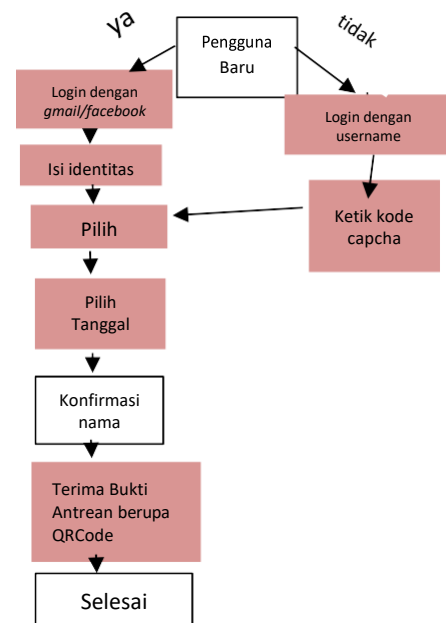 ya
tidak
Pengguna
Baru
Login dengan
gmail/facebook
Login dengan
username
Isi identitas
Ketik kode
capcha
Pilih
Pilih
Tanggal
Konfirmasi
nama
Terima Bukti
Antrean berupa
QRCode
Selesai